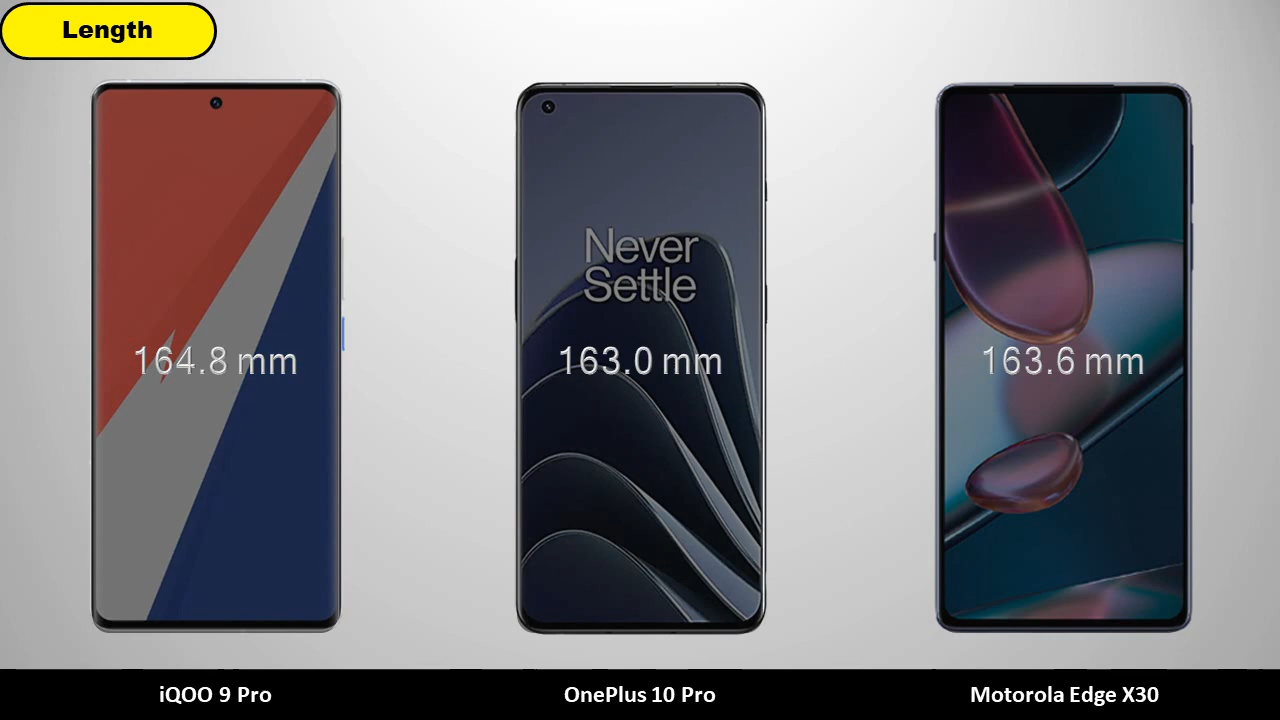 Length
Never
Settle
164.8 mm
163.0 mm
163.6 mm
iQOO 9 Pro
OnePlus 10 Pro
Motorola Edge X30